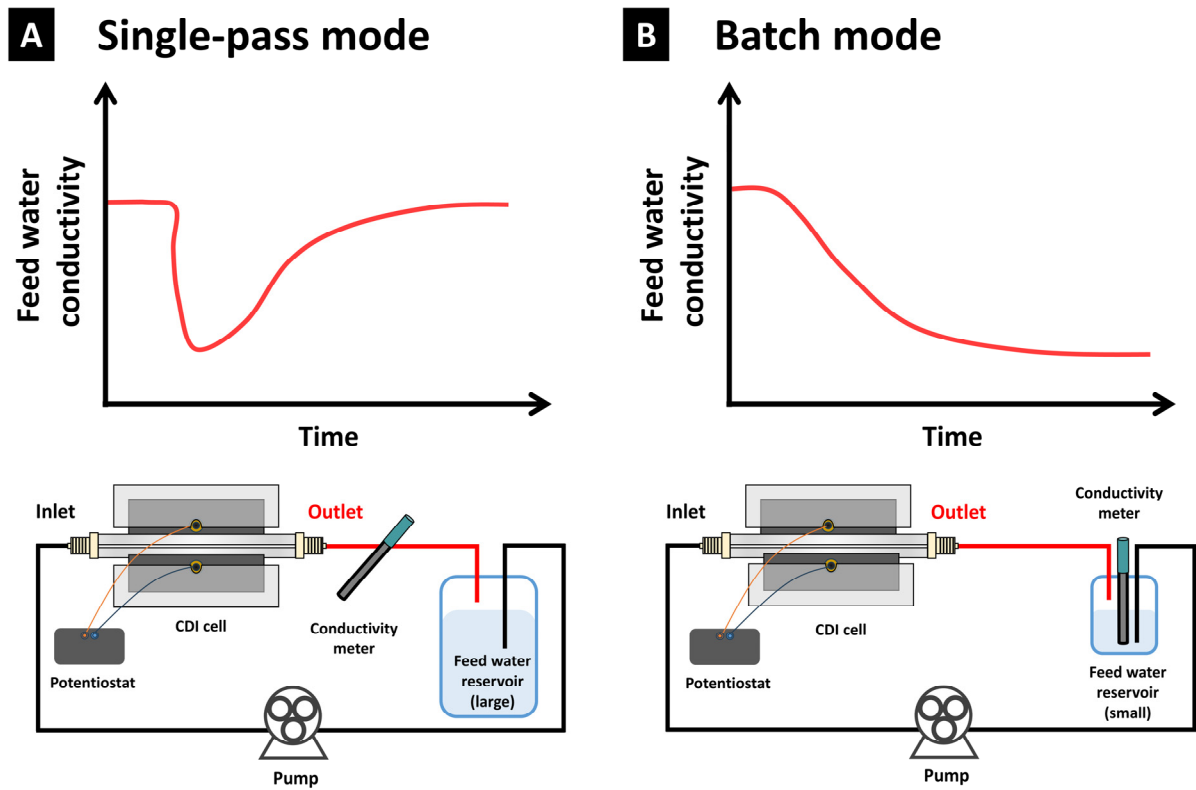 A Single-pass mode
Feed water
conductivity
Time
Inlet
Outlet
CDI cell
Conductivity
meter
Potentiostat
Feed water
reservoir
(large)
Pump
B Batch mode
Feed water
conductivity
Time
Inlet
Outlet
Conductivity
meter
CDI cell
Potentiostat
Feed water
reservoir
(small)
Pump